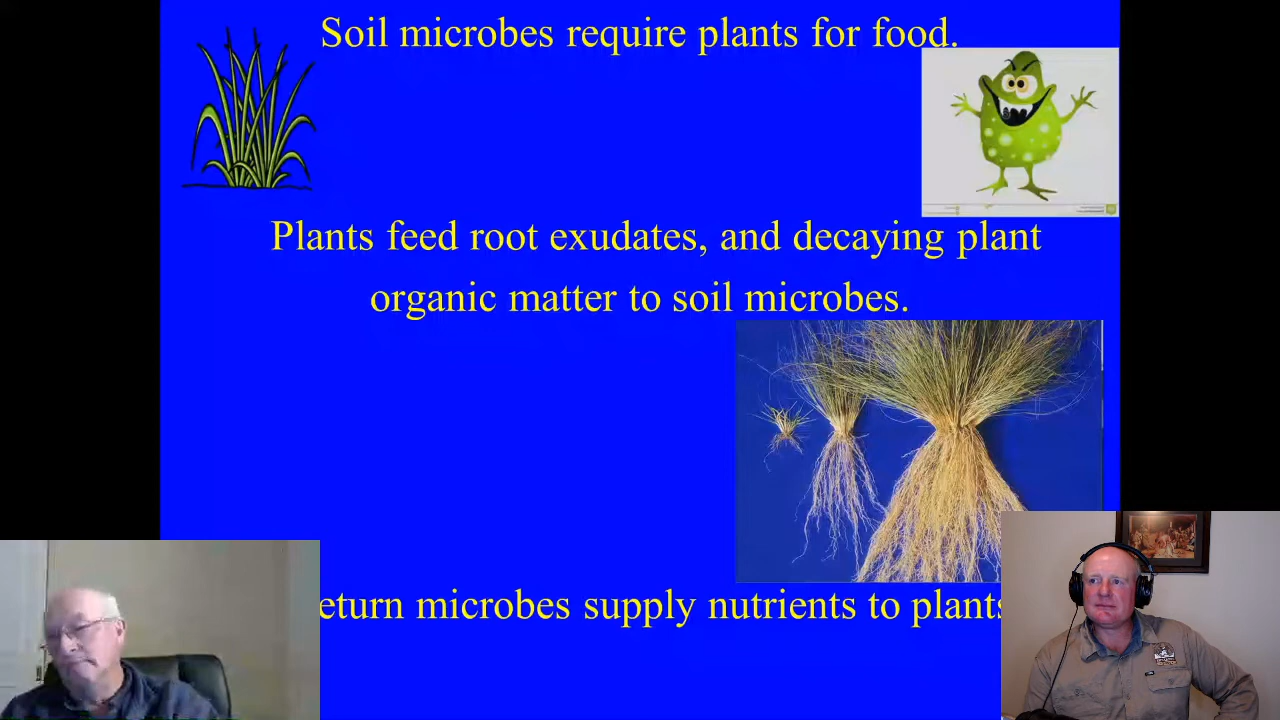 Soil microbes require plants for food.
Plants feed root exudates, and decaying plant
organic matter to soil microbes.
eturn microbes supply nutrients to plants